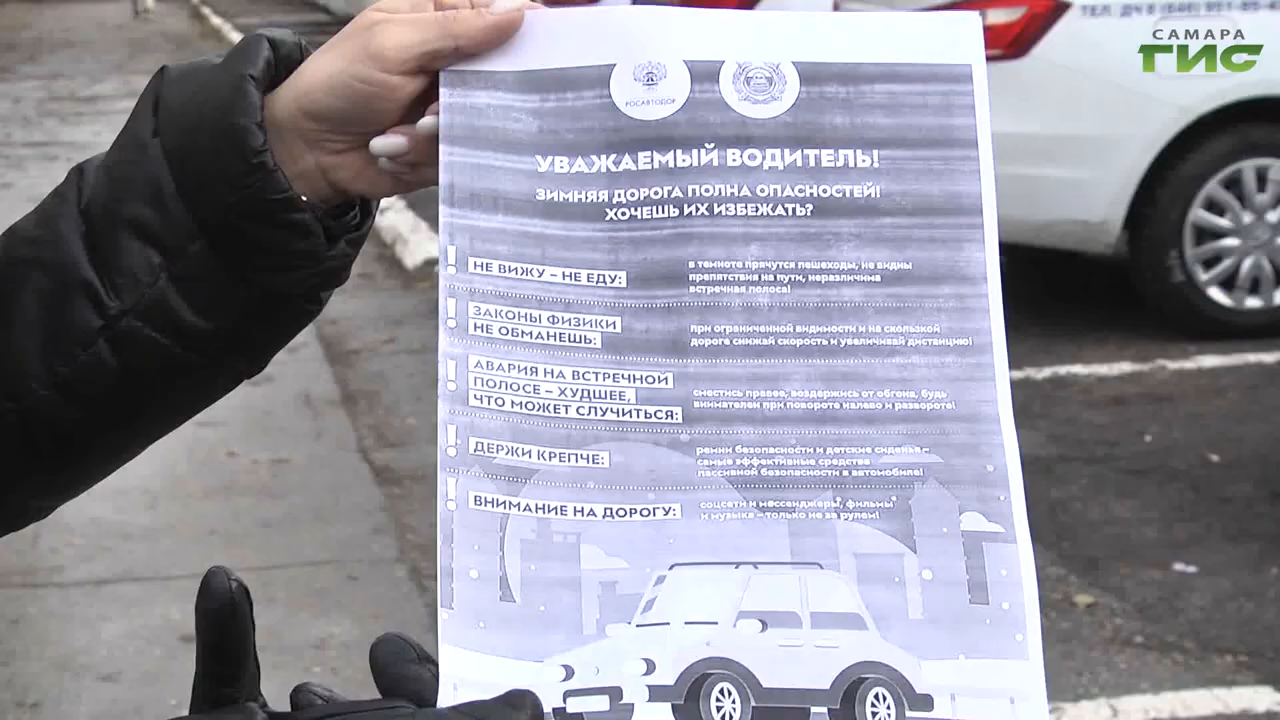 ТЕЛ. ДЧ 8 (846)
САМАРА
ГИС
РОСАВТОДОР
УВАЖАЕМЫЙ ВОДИТЕЛЬ!
ЗИМНЯЯ ДОРОГА ПОЛНА ОПАСНОСТЕЙ!
ХОЧЕШЬ ИХ ИЗБЕЖАТЬ?
! НЕ ВИЖУ – НЕ ЕДУ:
в темноте прячутся пешеходы, не видны
препятствия на пути, неразличима
встречная полоса!
! ЗАКОНЫ ФИЗИКИ
НЕ ОБМАНЕШЬ:
при ограниченной видимости и на скользкой
дороге снижай скорость и увеличивай дистанцию!
! АВАРИЯ НА ВСТРЕЧНОЙ
ПОЛОСЕ – ХУДШЕЕ,
ЧТО МОЖЕТ СЛУЧИТЬСЯ:
сместись правее, воздержись от обгона, будь
внимателен при повороте налево и развороте!
! ДЕРЖИ КРЕПЧЕ:
ремни безопасности и детские сиденья –
самые эффективные средства
пассивной безопасности в автомобиле!
! ВНИМАНИЕ НА ДОРОГУ:
соцсети и мессенджеры, фильмы
и музыка – только не за рулем!